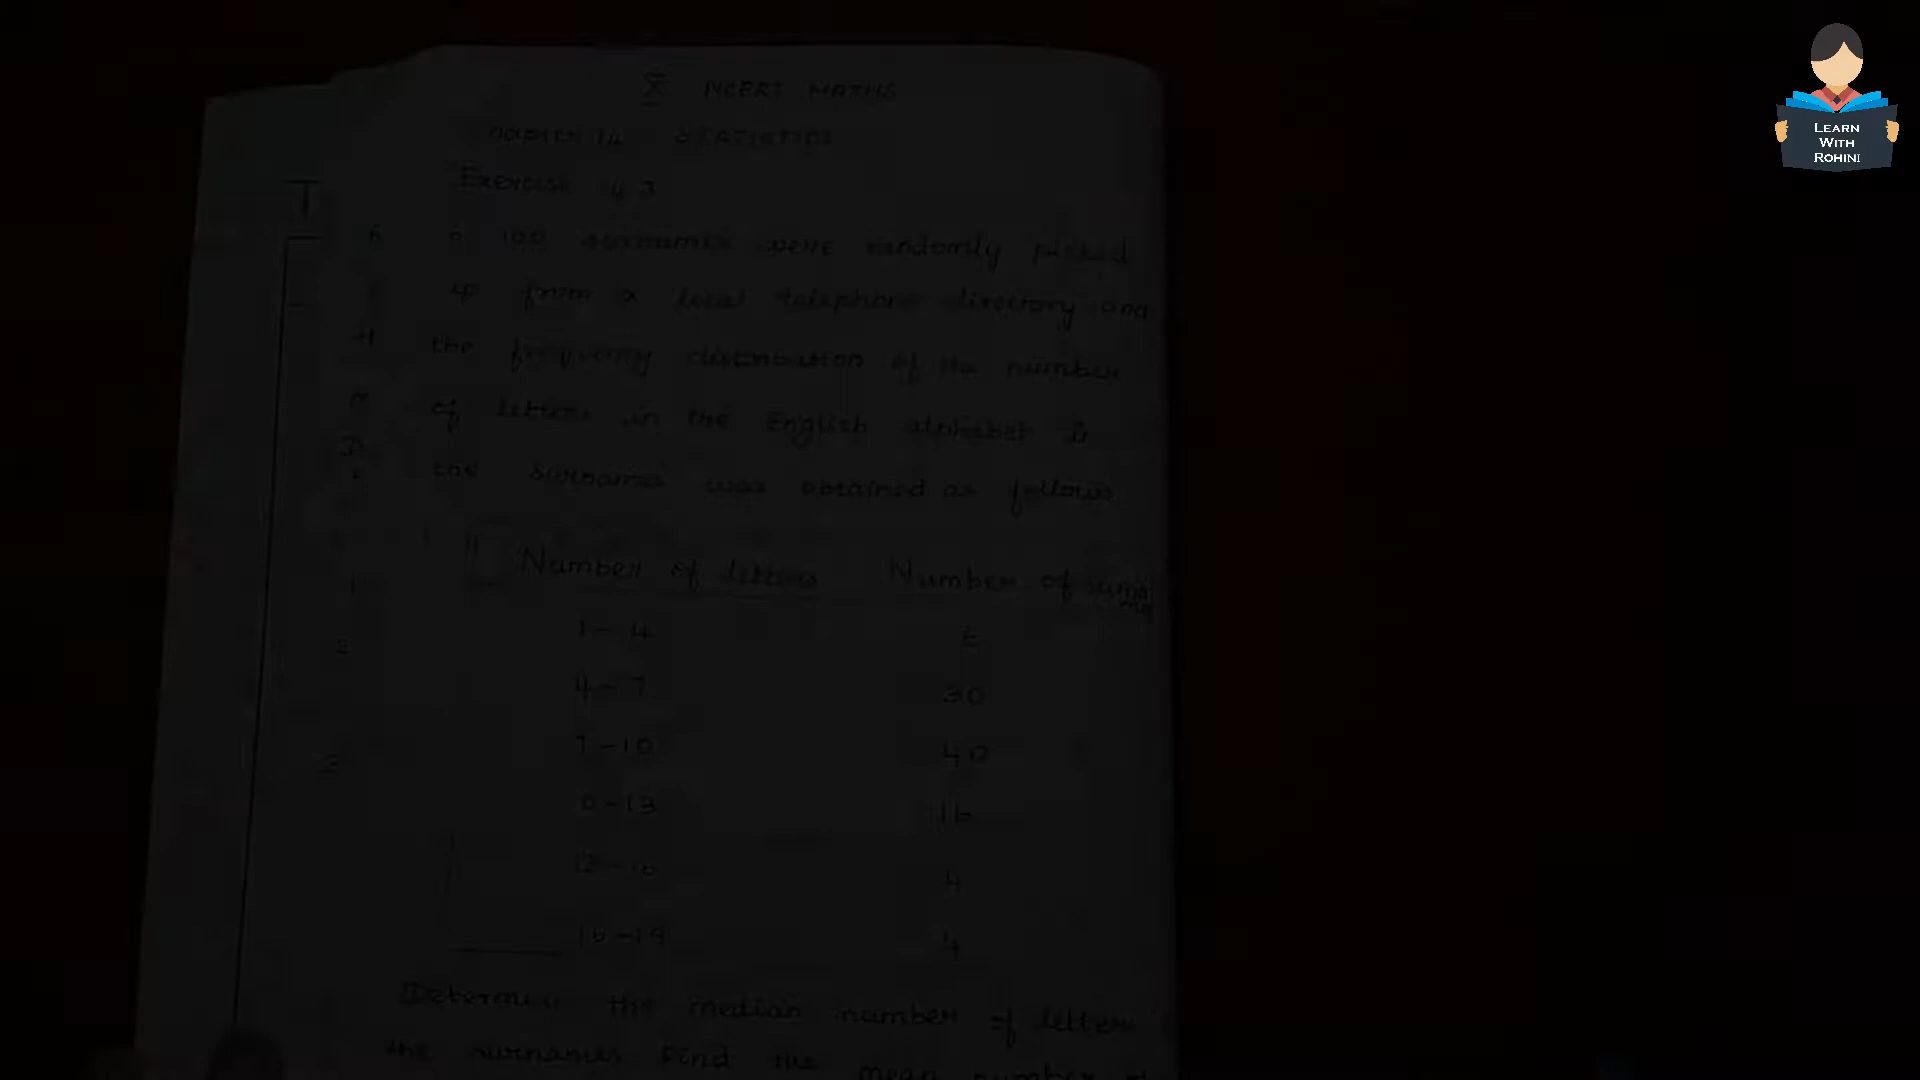 X NCERT MATHS
Chapter 14 STATISTICS
Exercise 14.3
6 100 surnames were randomly picked
up from a local telephone directory and
the frequency distribution of the number
of letters in the English alphabet in
the surnames was obtained as follows
Number of letters Number of surnames
1-4 6
4-7 30
7-10 40
10-13 16
13-16 4
16-19 4
Determine the median number of letter
the surnames Find the mean number of
LEARN
WITH
ROHINI